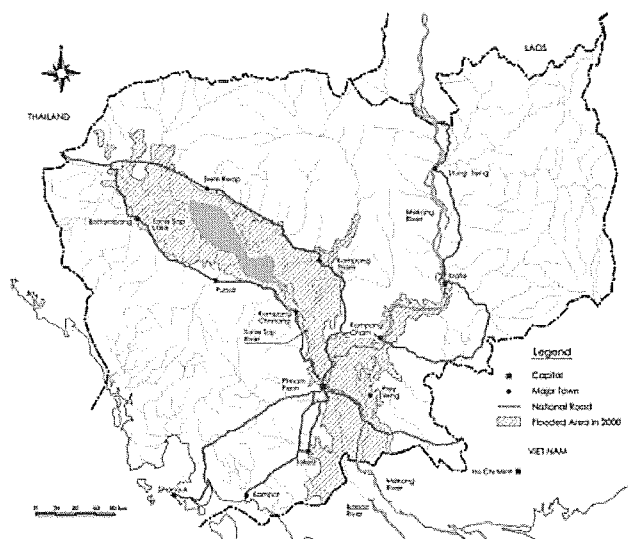 LAOS
THAILAND
Stung Treng
Siem Reap
Mekong
River
Battambang
Tonle Sap
Lake
Kampong
Thom
Kratie
Pursat
Kampong
Chhnang
Kampong
Cham
Tonle Sap
River
Legend
Capital
Phnom
Penh
Prey
Veng
Major Town
National Road
Flooded Area in 2000
VIET NAM
Ho Chi Minh
Mekong
River
Kampot
Bassac
River